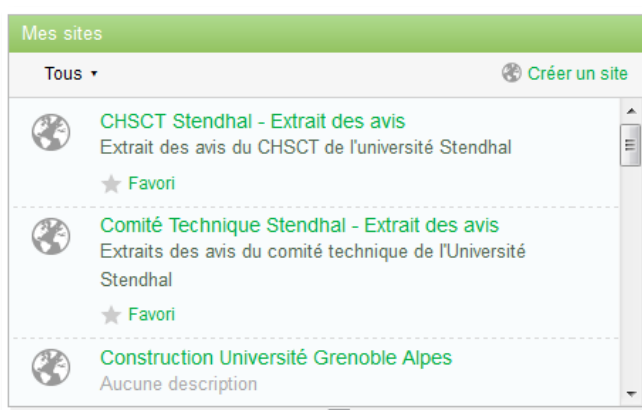 Mes sites
Tous
Créer un site
CHSCT Stendhal - Extrait des avis
Extrait des avis du CHSCT de l'université Stendhal
Favori
Comité Technique Stendhal - Extrait des avis
Extraits des avis du comité technique de l'Université
Stendhal
Favori
Construction Université Grenoble Alpes
Aucune description